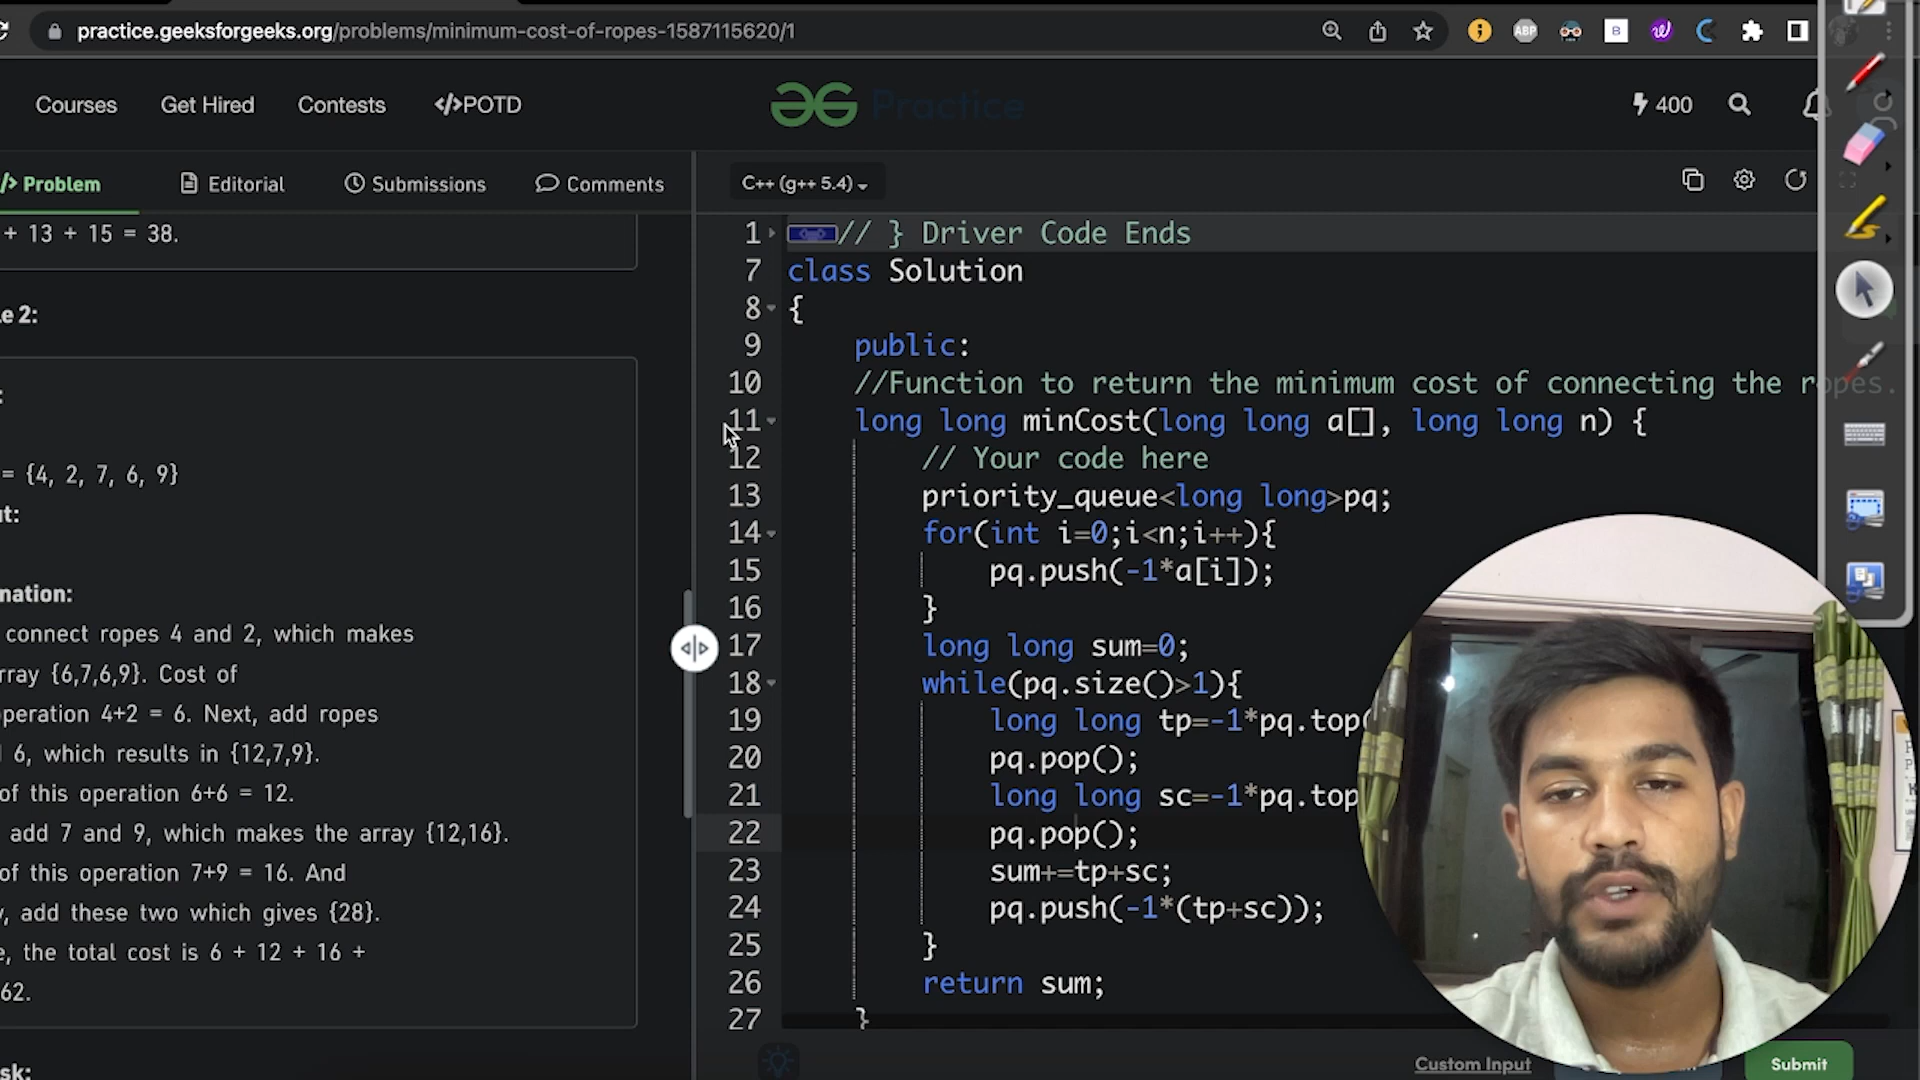 practice.geeksforgeeks.org/problems/minimum-cost-of-ropes-1587115620/1
Courses Get Hired Contests </>POTD
Practice
400
/> Problem Editorial Submissions Comments
C++ (g++ 5.4)
+ 13 + 15 = 38.
e 2:
:
= {4, 2, 7, 6, 9}
ut:
nation:
connect ropes 4 and 2, which makes
rray {6,7,6,9}. Cost of
operation 4+2 = 6. Next, add ropes
6, which results in {12,7,9}.
of this operation 6+6 = 12.
add 7 and 9, which makes the array {12,16}.
of this operation 7+9 = 16. And
y, add these two which gives {28}.
e, the total cost is 6 + 12 + 16 +
62.
sk:
1 // } Driver Code Ends
7 class Solution
8 {
9 public:
10 //Function to return the minimum cost of connecting the ropes.
11 long long minCost(long long a[], long long n) {
12 // Your code here
13 priority_queue<long long>pq;
14 for(int i=0;i<n;i++){
15 pq.push(-1*a[i]);
16 }
17 long long sum=0;
18 while(pq.size()>1){
19 long long tp=-1*pq.top(
20 pq.pop();
21 long long sc=-1*pq.top
22 pq.pop();
23 sum+=tp+sc;
24 pq.push(-1*(tp+sc));
25 }
26 return sum;
27 }
Custom Input
Submit
ABP
B